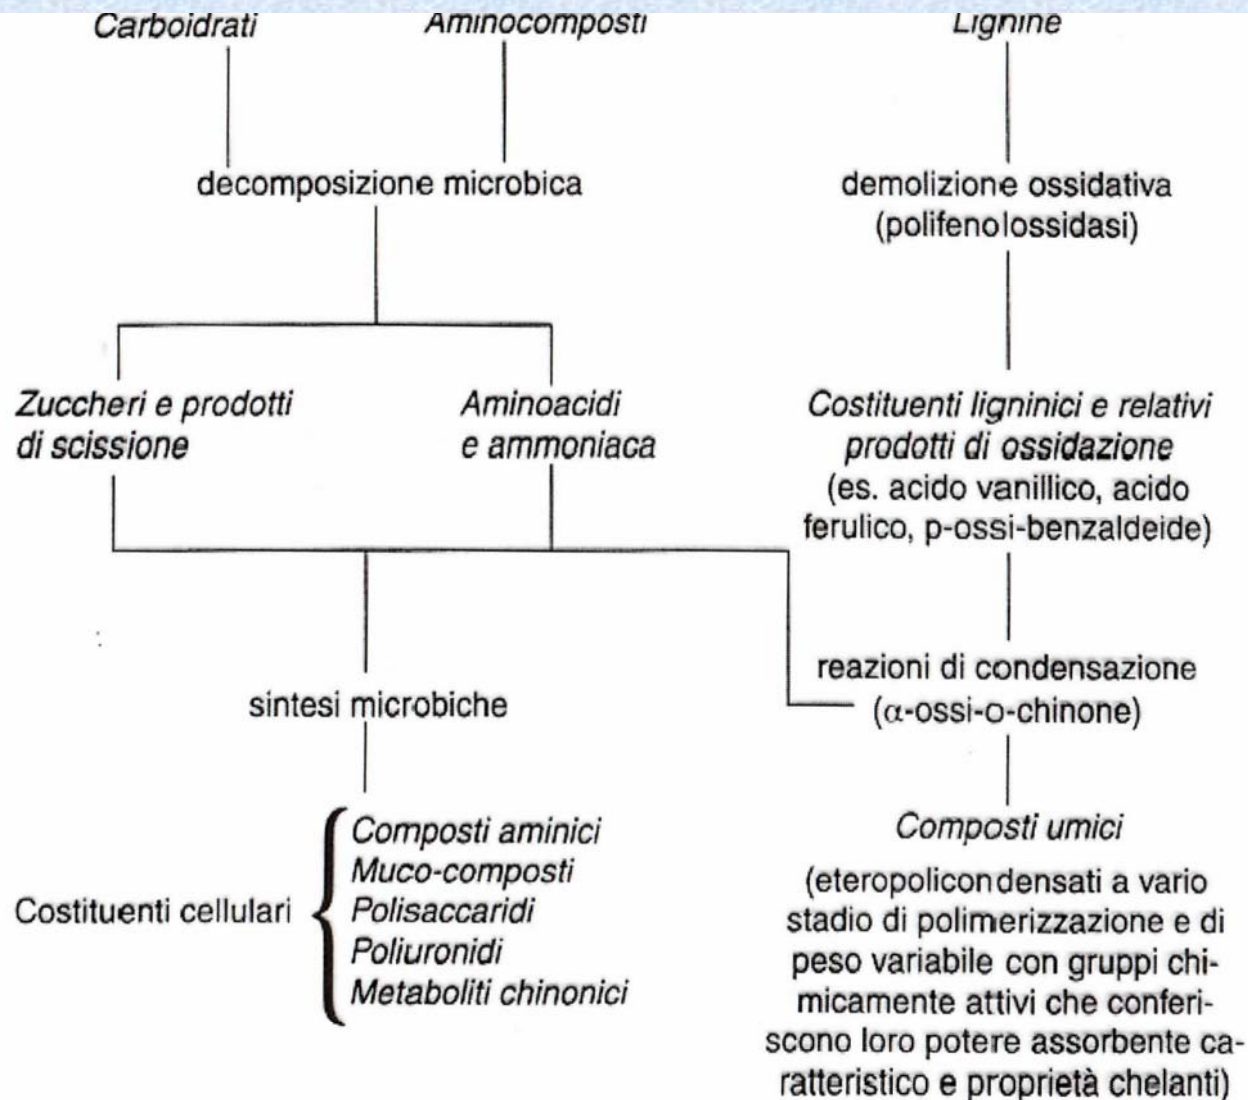 Carboidrati
Aminocomposti
Lignine
decomposizione microbica
demolizione ossidativa
(polifenolossidasi)
Zuccheri e prodotti
di scissione
Aminoacidi
e ammoniaca
Costituenti ligninici e relativi
prodotti di ossidazione
(es. acido vanillico, acido
ferulico, p-ossi-benzaldeide)
reazioni di condensazione
(α-ossi-o-chinone)
sintesi microbiche
Costituenti cellulari
Composti aminici
Muco-composti
Polisaccaridi
Poliuronidi
Metaboliti chinonici
Composti umici
(eteropolicondensati a vario
stadio di polimerizzazione e di
peso variabile con gruppi chi-
micamente attivi che conferi-
scono loro potere assorbente ca-
ratteristico e proprietà chelanti)